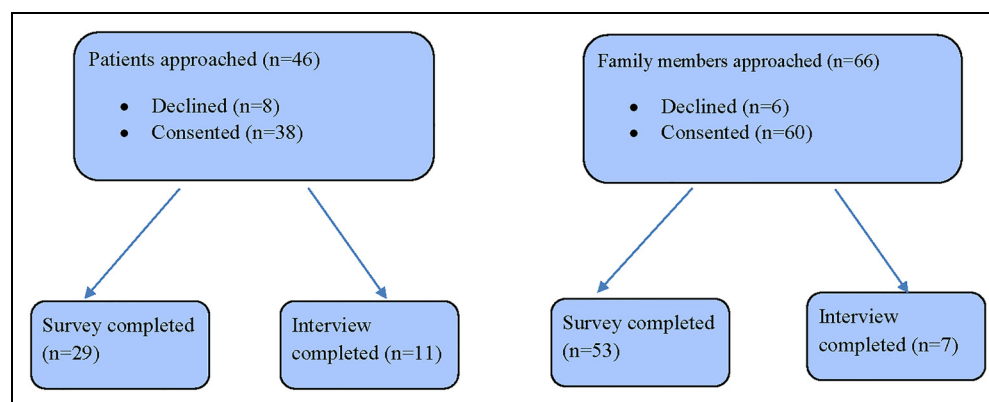 Patients approached (n=46)
• Declined (n=8)
• Consented (n=38)
Family members approached (n=66)
• Declined (n=6)
• Consented (n=60)
Survey completed
(n=29)
Interview
completed (n=11)
Survey completed
(n=53)
Interview
completed (n=7)